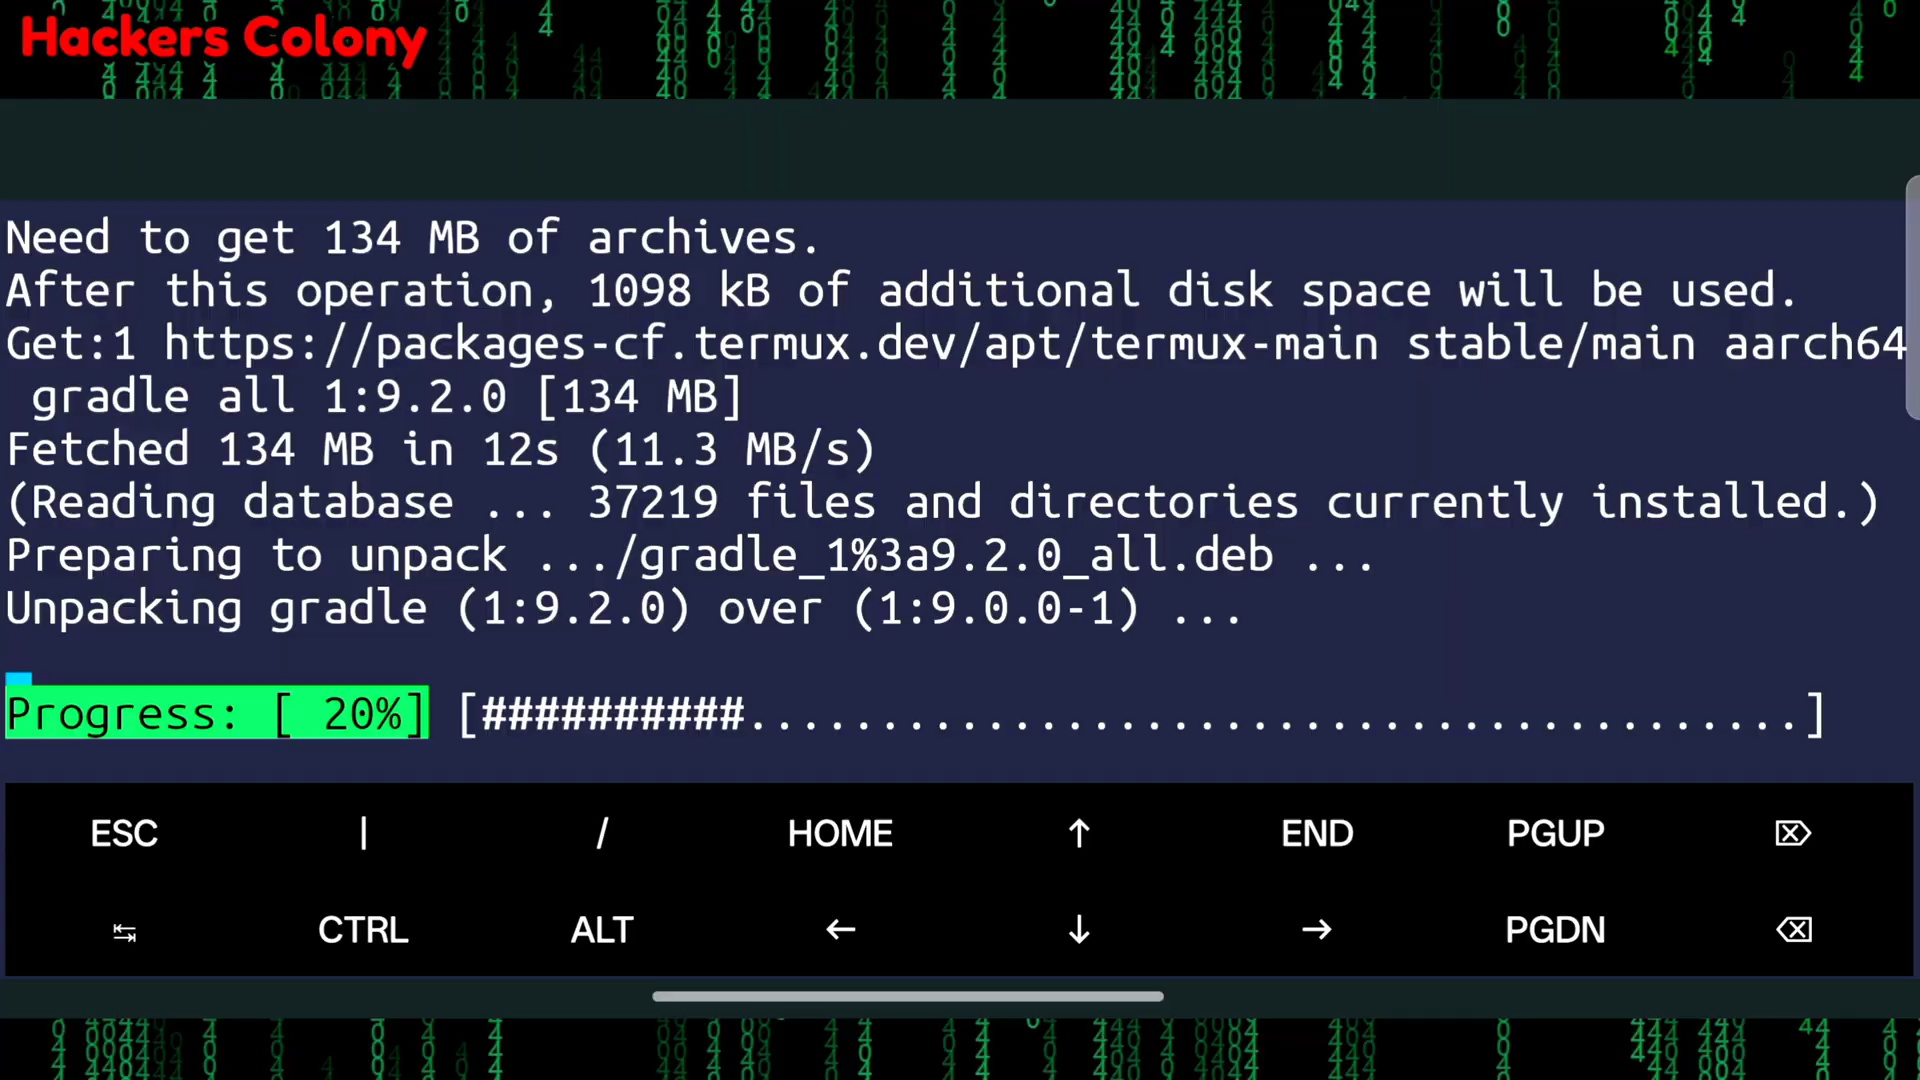 Hackers Colony
Need to get 134 MB of archives.
After this operation, 1098 kB of additional disk space will be used.
Get:1 https://packages-cf.termux.dev/apt/termux-main stable/main aarch64
gradle all 1:9.2.0 [134 MB]
Fetched 134 MB in 12s (11.3 MB/s)
(Reading database ... 37219 files and directories currently installed.)
Preparing to unpack .../gradle_1%3a9.2.0_all.deb ...
Unpacking gradle (1:9.2.0) over (1:9.0.0-1) ...
Progress: [ 20%] [##########........................................]
ESC | / HOME ↑ END PGUP ⌦
↹ CTRL ALT ← ↓ → PGDN ⌫